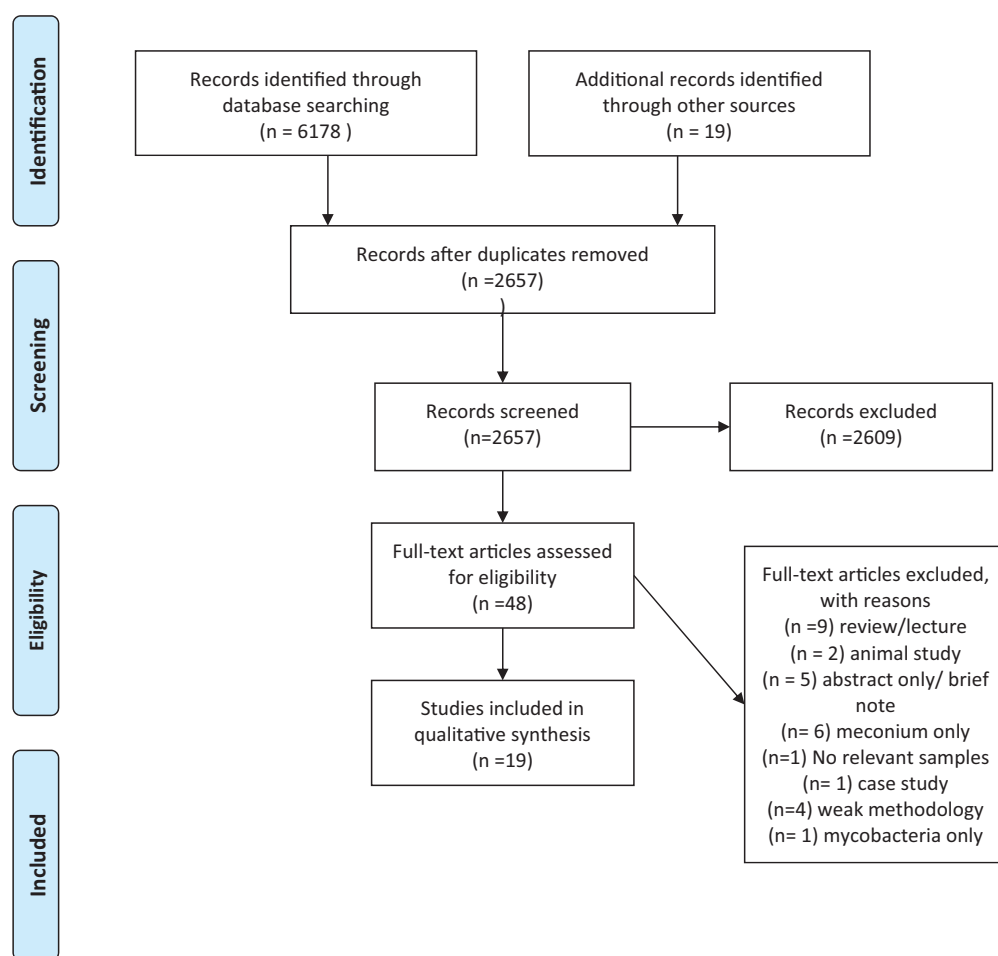 Identification
Records identified through
database searching
(n = 6178 )
Additional records identified
through other sources
(n = 19)
Records after duplicates removed
(n =2657
)
Screening
Records screened
(n=2657)
Records excluded
(n =2609)
Eligibility
Full-text articles assessed
for eligibility
(n =48)
Full-text articles excluded,
with reasons
(n =9) review/lecture
(n = 2) animal study
(n = 5) abstract only/ brief
note
(n= 6) meconium only
(n=1) No relevant samples
(n= 1) case study
(n=4) weak methodology
(n= 1) mycobacteria only
Studies included in
qualitative synthesis
(n =19)
Included